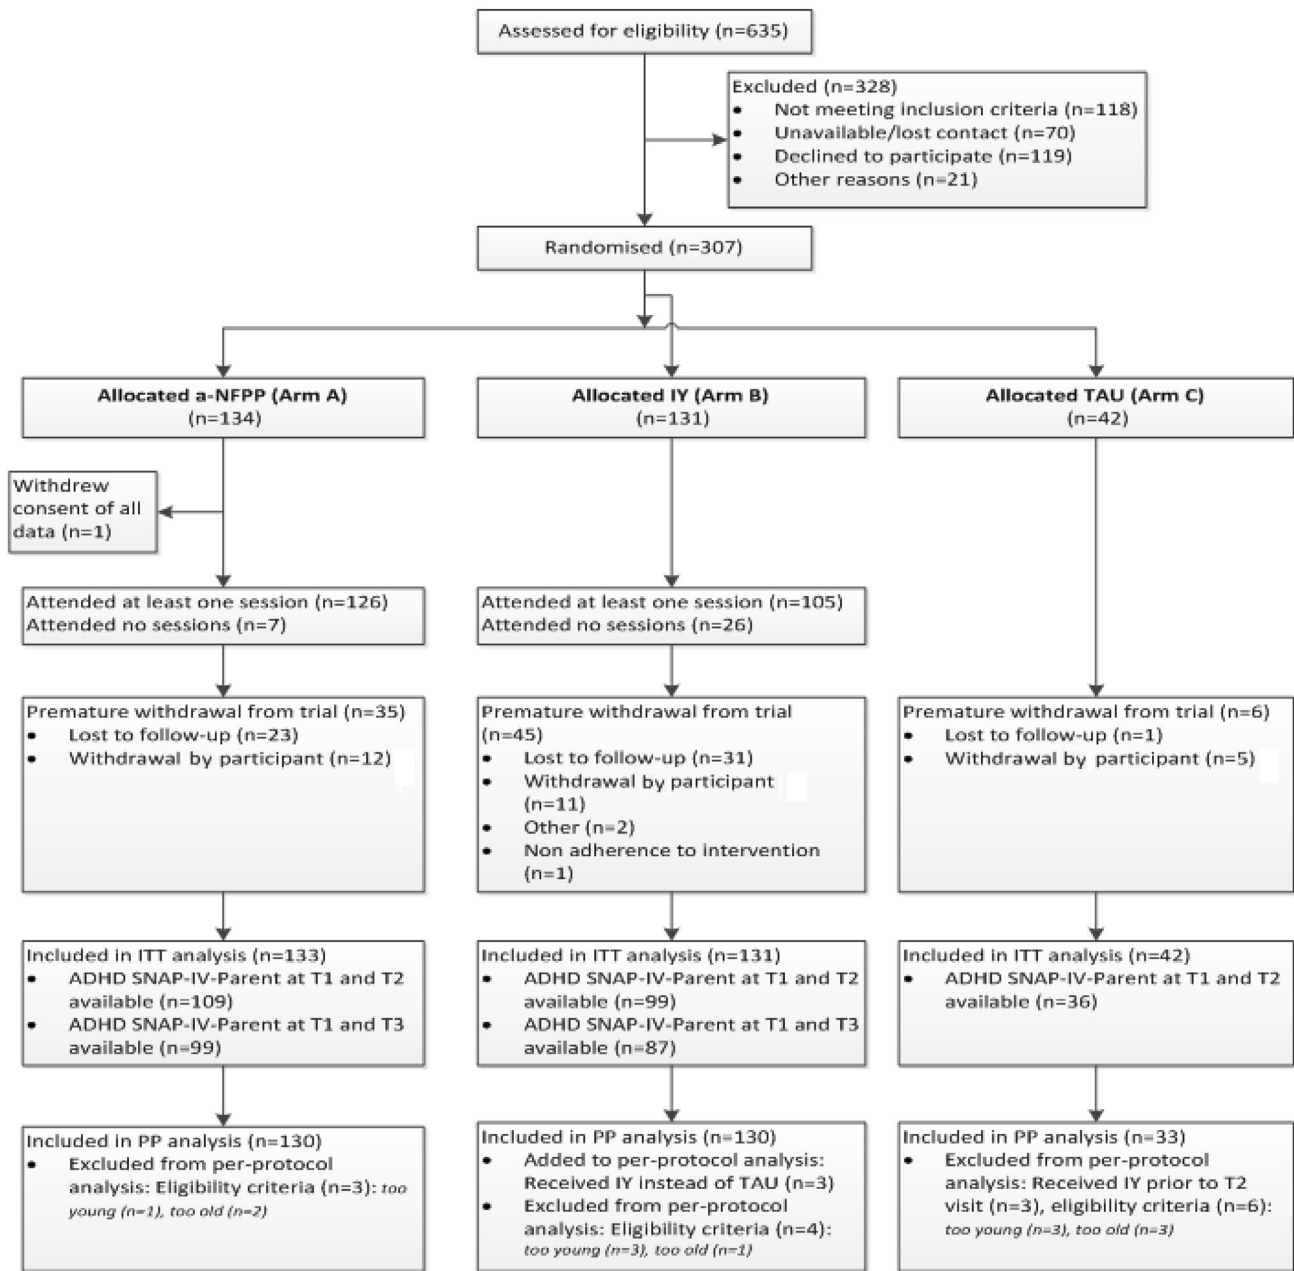 Assessed for eligibility (n=635)
Excluded (n=328)
• Not meeting inclusion criteria (n=118)
• Unavailable/lost contact (n=70)
• Declined to participate (n=119)
• Other reasons (n=21)
Randomised (n=307)
Allocated a-NFPP (Arm A)
(n=134)
Allocated IY (Arm B)
(n=131)
Allocated TAU (Arm C)
(n=42)
Withdrew
consent of all
data (n=1)
Attended at least one session (n=126)
Attended no sessions (n=7)
Attended at least one session (n=105)
Attended no sessions (n=26)
Premature withdrawal from trial (n=35)
• Lost to follow-up (n=23)
• Withdrawal by participant (n=12)
Premature withdrawal from trial
(n=45)
• Lost to follow-up (n=31)
• Withdrawal by participant
(n=11)
• Other (n=2)
• Non adherence to intervention
(n=1)
Premature withdrawal from trial (n=6)
• Lost to follow-up (n=1)
• Withdrawal by participant (n=5)
Included in ITT analysis (n=133)
• ADHD SNAP-IV-Parent at T1 and T2
available (n=109)
• ADHD SNAP-IV-Parent at T1 and T3
available (n=99)
Included in ITT analysis (n=131)
• ADHD SNAP-IV-Parent at T1 and T2
available (n=99)
• ADHD SNAP-IV-Parent at T1 and T3
available (n=87)
Included in ITT analysis (n=42)
• ADHD SNAP-IV-Parent at T1 and T2
available (n=36)
Included in PP analysis (n=130)
• Excluded from per-protocol
analysis: Eligibility criteria (n=3): too
young (n=1), too old (n=2)
Included in PP analysis (n=130)
• Added to per-protocol analysis:
Received IY instead of TAU (n=3)
• Excluded from per-protocol
analysis: Eligibility criteria (n=4):
too young (n=3), too old (n=1)
Included in PP analysis (n=33)
• Excluded from per-protocol
analysis: Received IY prior to T2
visit (n=3), eligibility criteria (n=6):
too young (n=3), too old (n=3)